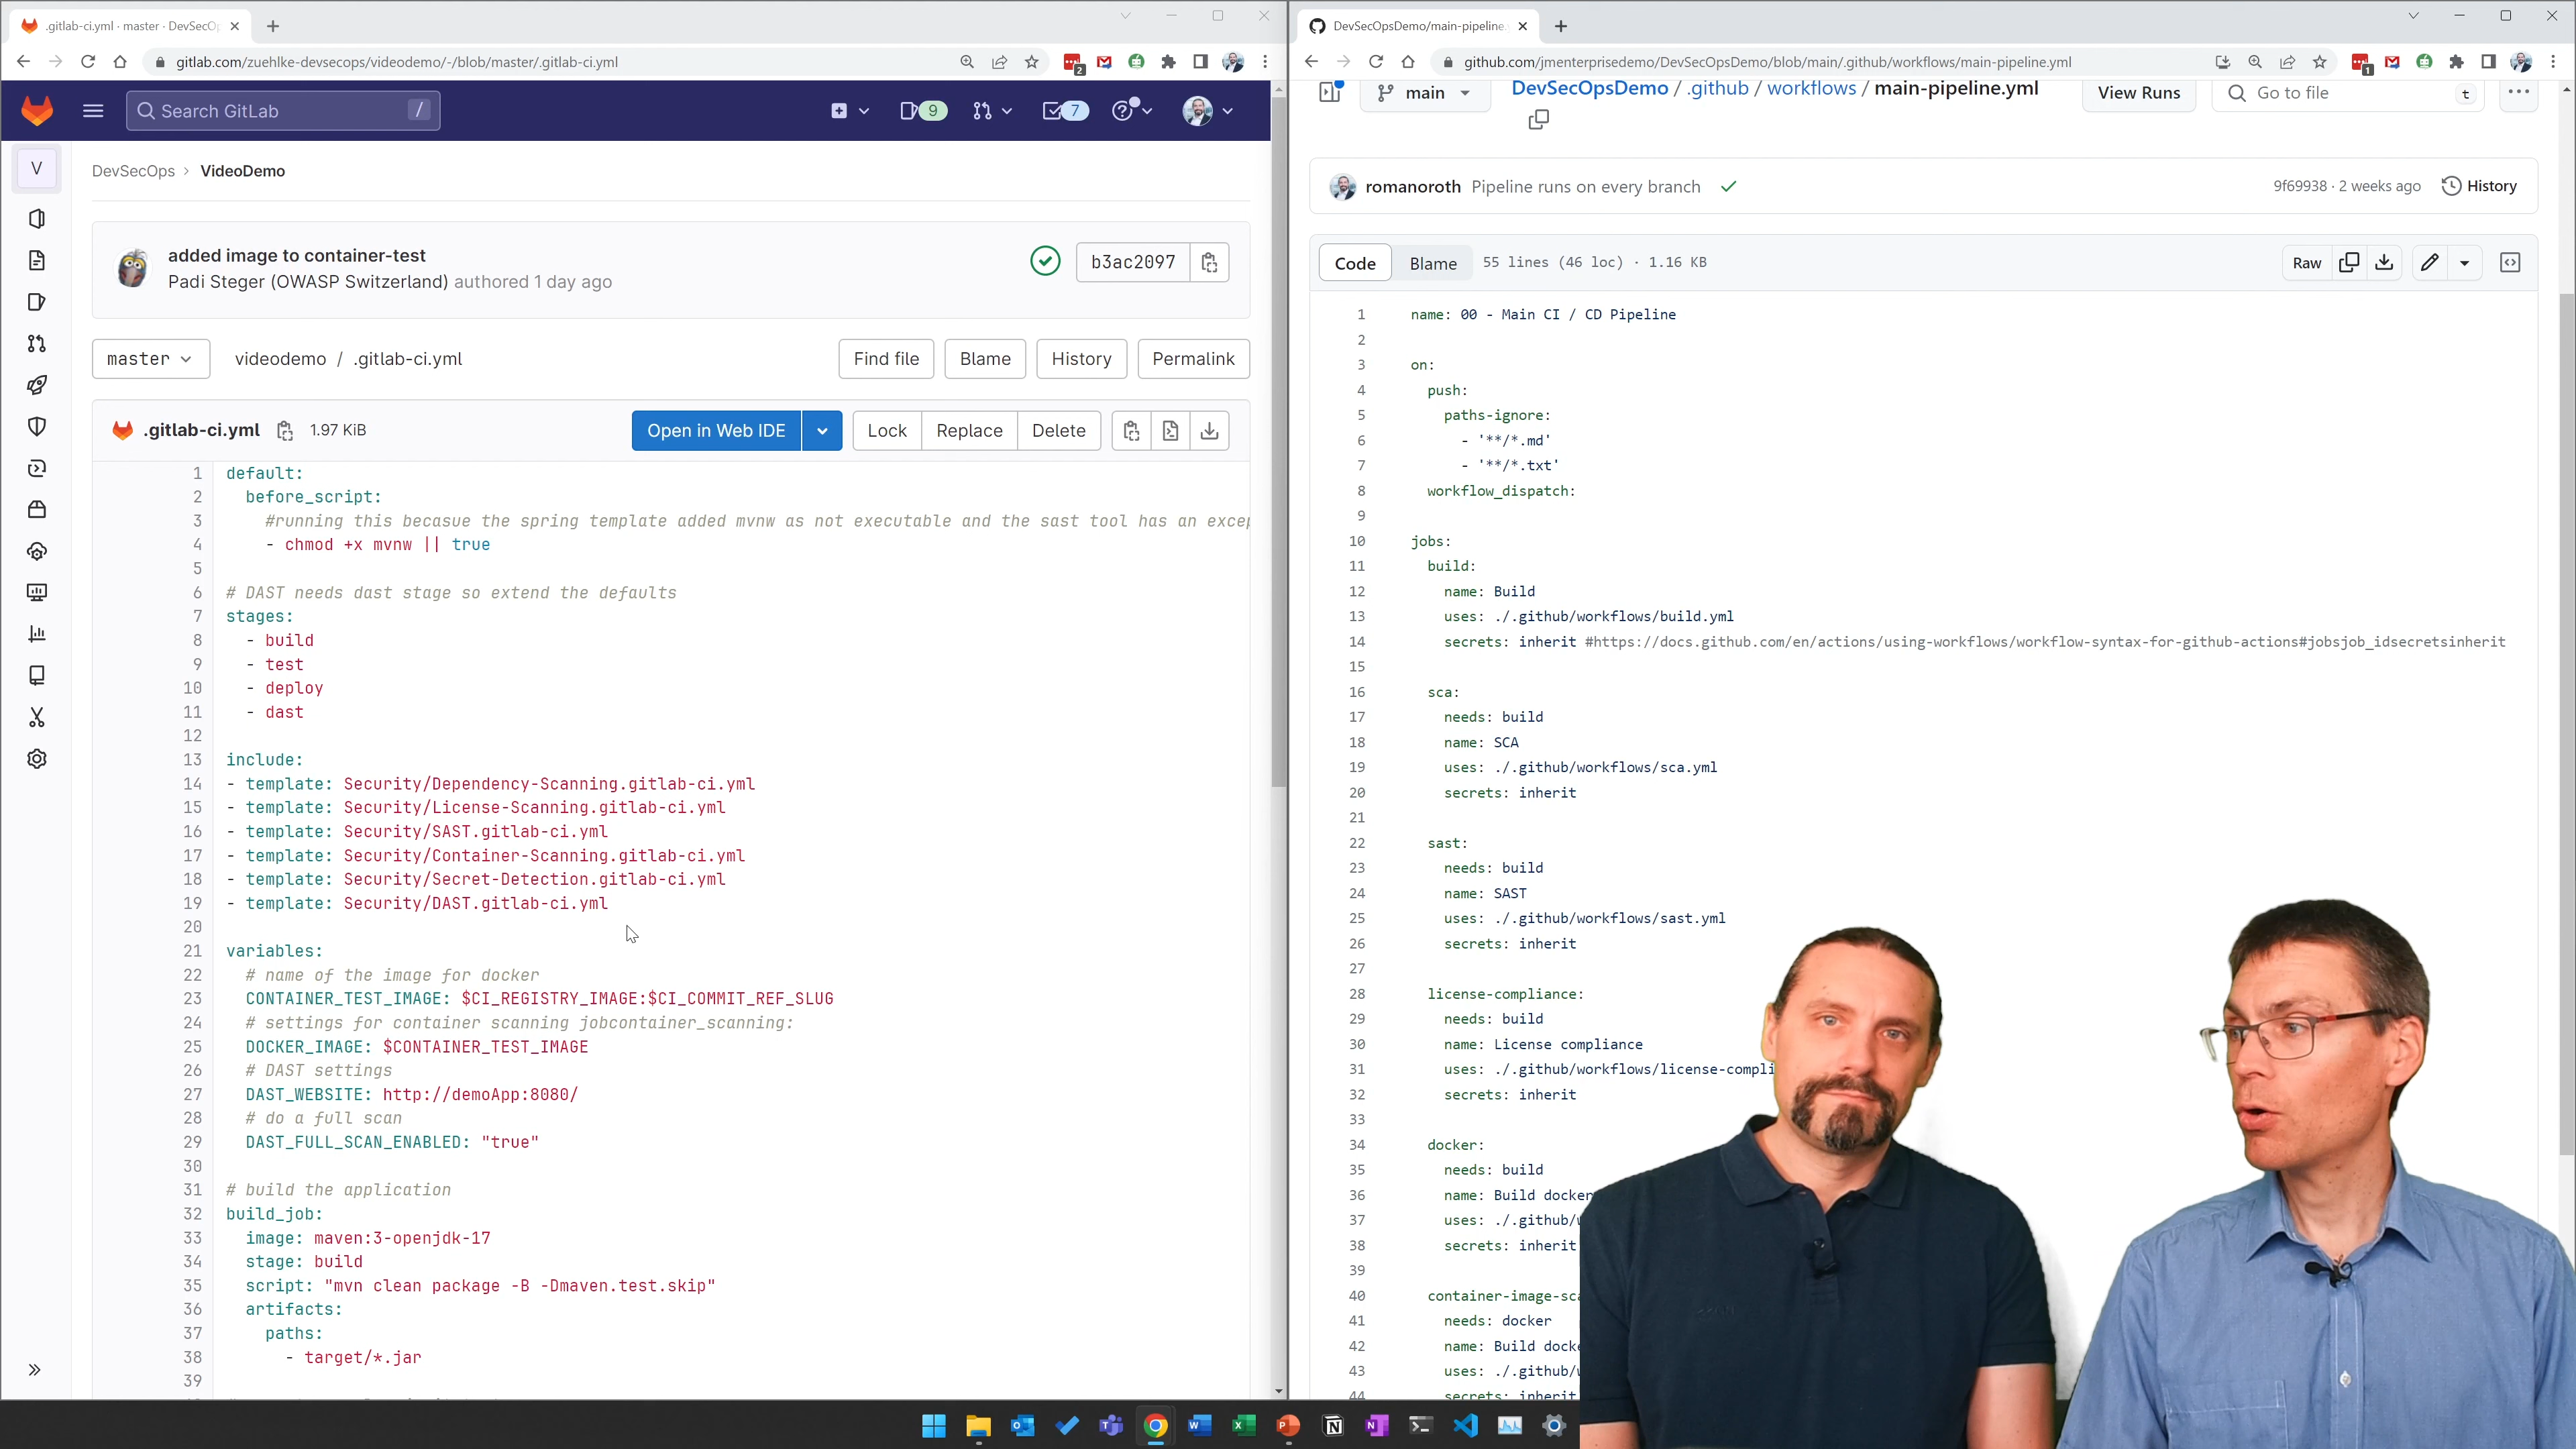 .gitlab-ci.yml · master · DevSecO
gitlab.com/zuehlke-devsecops/videodemo/-/blob/master/.gitlab-ci.yml
2
Search GitLab
/
9
7
V
DevSecOps › VideoDemo
added image to container-test
Padi Steger (OWASP Switzerland) authored 1 day ago
b3ac2097
master
videodemo / .gitlab-ci.yml
Find file
Blame
History
Permalink
.gitlab-ci.yml
1.97 KiB
Open in Web IDE
Lock
Replace
Delete
1 default:
2 before_script:
3 #running this becasue the spring template added mvnw as not executable and the sast tool has an excep
4 - chmod +x mvnw || true
5
6 # DAST needs dast stage so extend the defaults
7 stages:
8 - build
9 - test
10 - deploy
11 - dast
12
13 include:
14 - template: Security/Dependency-Scanning.gitlab-ci.yml
15 - template: Security/License-Scanning.gitlab-ci.yml
16 - template: Security/SAST.gitlab-ci.yml
17 - template: Security/Container-Scanning.gitlab-ci.yml
18 - template: Security/Secret-Detection.gitlab-ci.yml
19 - template: Security/DAST.gitlab-ci.yml
20
21 variables:
22 # name of the image for docker
23 CONTAINER_TEST_IMAGE: $CI_REGISTRY_IMAGE:$CI_COMMIT_REF_SLUG
24 # settings for container scanning jobcontainer_scanning:
25 DOCKER_IMAGE: $CONTAINER_TEST_IMAGE
26 # DAST settings
27 DAST_WEBSITE: http://demoApp:8080/
28 # do a full scan
29 DAST_FULL_SCAN_ENABLED: "true"
30
31 # build the application
32 build_job:
33 image: maven:3-openjdk-17
34 stage: build
35 script: "mvn clean package -B -Dmaven.test.skip"
36 artifacts:
37 paths:
38 - target/*.jar
39
DevSecOpsDemo/main-pipeline.
github.com/jmenterprisedemo/DevSecOpsDemo/blob/main/.github/workflows/main-pipeline.yml
1
main
DevSecOpsDemo / .github / workflows / main-pipeline.yml
View Runs
Go to file
t
romanoroth Pipeline runs on every branch
9f69938 · 2 weeks ago
History
Code
Blame
55 lines (46 loc) · 1.16 KB
Raw
1 name: 00 - Main CI / CD Pipeline
2
3 on:
4 push:
5 paths-ignore:
6 - '**/*.md'
7 - '**/*.txt'
8 workflow_dispatch:
9
10 jobs:
11 build:
12 name: Build
13 uses: ./.github/workflows/build.yml
14 secrets: inherit #https://docs.github.com/en/actions/using-workflows/workflow-syntax-for-github-actions#jobsjob_idsecretsinherit
15
16 sca:
17 needs: build
18 name: SCA
19 uses: ./.github/workflows/sca.yml
20 secrets: inherit
21
22 sast:
23 needs: build
24 name: SAST
25 uses: ./.github/workflows/sast.yml
26 secrets: inherit
27
28 license-compliance:
29 needs: build
30 name: License compliance
31 uses: ./.github/workflows/license-compli
32 secrets: inherit
33
34 docker:
35 needs: build
36 name: Build docker
37 uses: ./.github/
38 secrets: inherit
39
40 container-image-sc
41 needs: docker
42 name: Build dock
43 uses: ./.github/
44 secrets: inherit